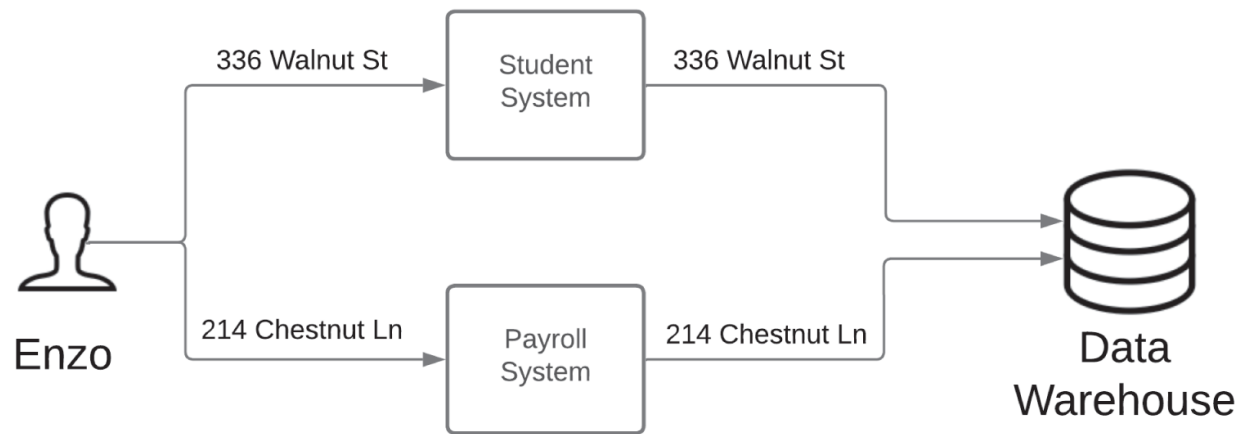 336 Walnut St
Student
System
336 Walnut St
Enzo
214 Chestnut Ln
Payroll
System
214 Chestnut Ln
Data
Warehouse